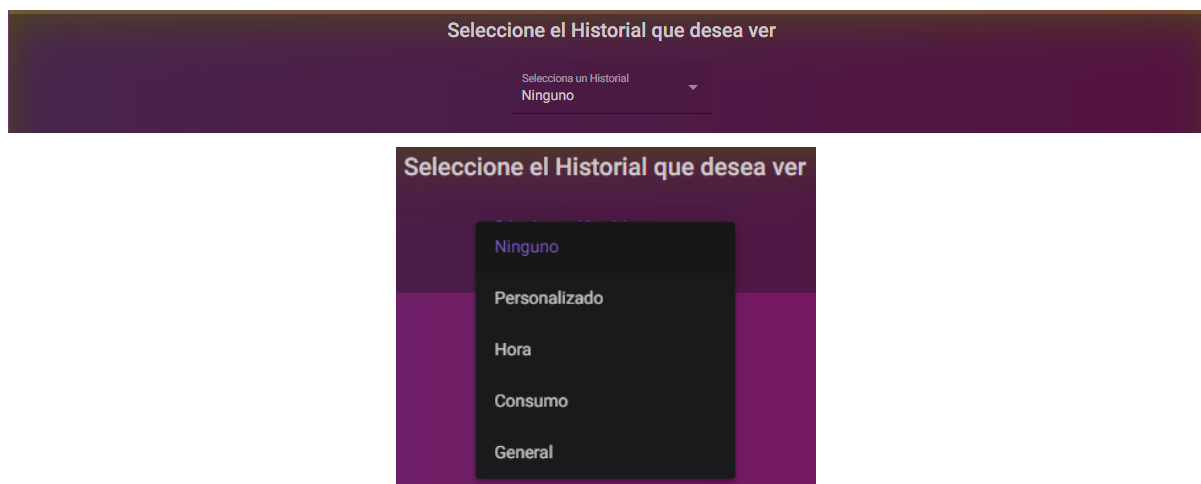 Seleccione el Historial que desea ver
Selecciona un Historial
Ninguno
Seleccione el Historial que desea ver
Ninguno
Personalizado
Hora
Consumo
General